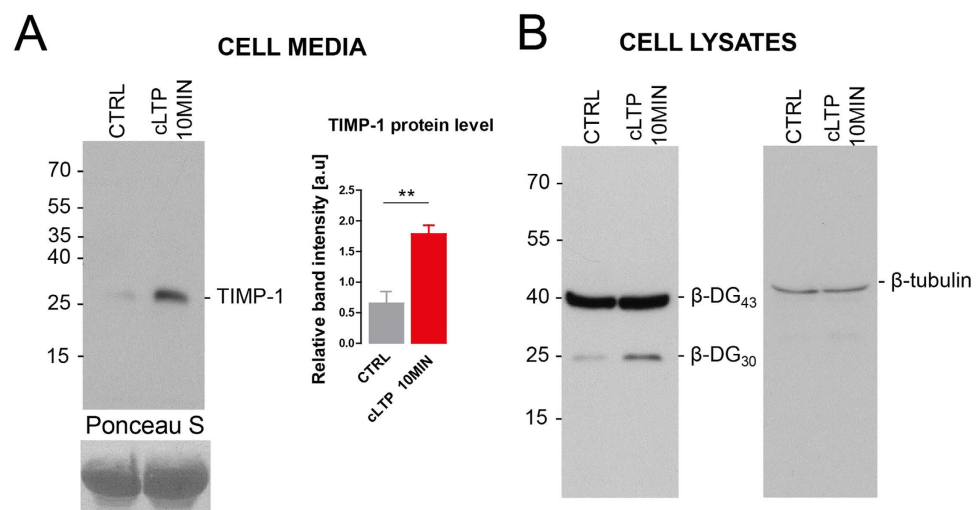 A
CELL MEDIA
CTRL
cLTP
10MIN
70 -
55 -
35 -
40 -
25 -
15 -
- TIMP-1
Ponceau S
TIMP-1 protein level
Relative band intensity [a.u]
2.5
2.0
1.5
1.0
0.5
0.0
**
CTRL
cLTP 10MIN
B
CELL LYSATES
CTRL
cLTP
10MIN
70 -
55 -
40 -
25 -
15 -
- β-DG43
- β-DG30
CTRL
cLTP
10MIN
- β-tubulin